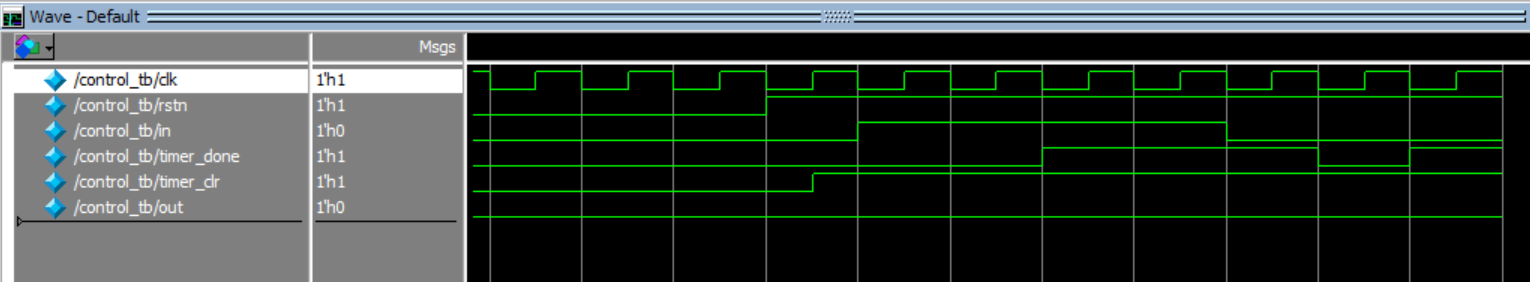 Wave - Default
Msgs
/control_tb/clk 1'h1
/control_tb/rstn 1'h1
/control_tb/in 1'h0
/control_tb/timer_done 1'h1
/control_tb/timer_clr 1'h1
/control_tb/out 1'h0